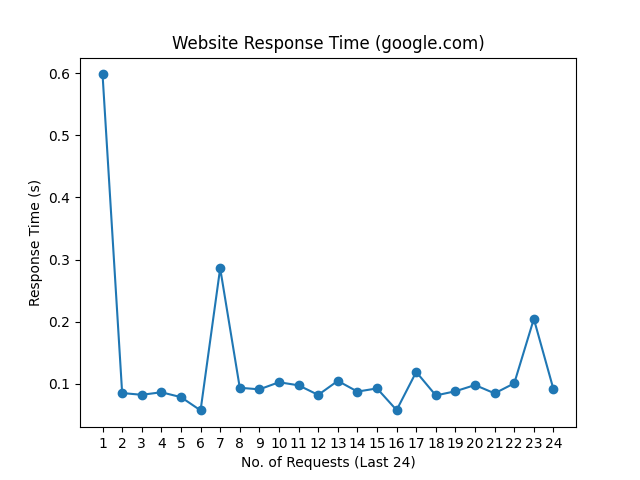 Website Response Time (google.com)
0.6
0.5
0.4
0.3
0.2
0.1
Response Time (s)
1 2 3 4 5 6 7 8 9 10 11 12 13 14 15 16 17 18 19 20 21 22 23 24
No. of Requests (Last 24)